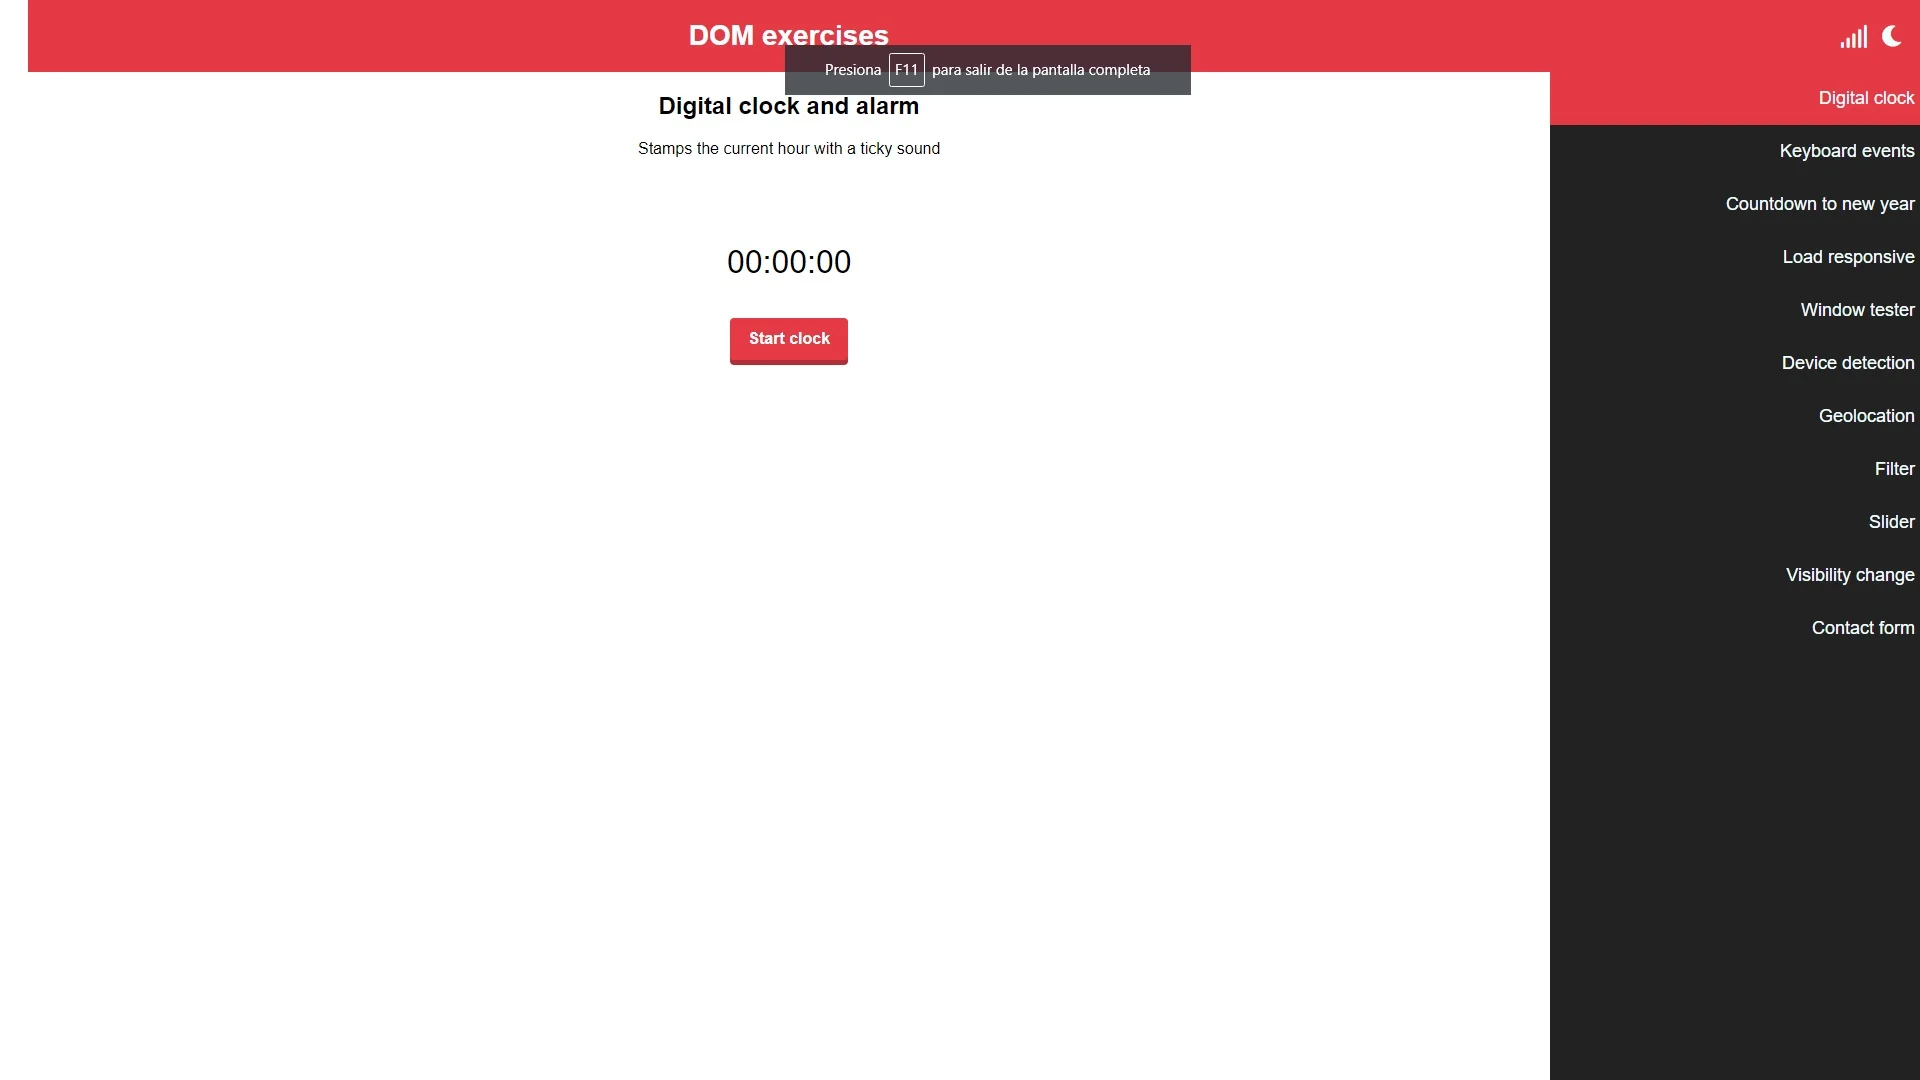 DOM exercises
Presiona F11 para salir de la pantalla completa
Digital clock and alarm
Stamps the current hour with a ticky sound
00:00:00
Start clock
Digital clock
Keyboard events
Countdown to new year
Load responsive
Window tester
Device detection
Geolocation
Filter
Slider
Visibility change
Contact form